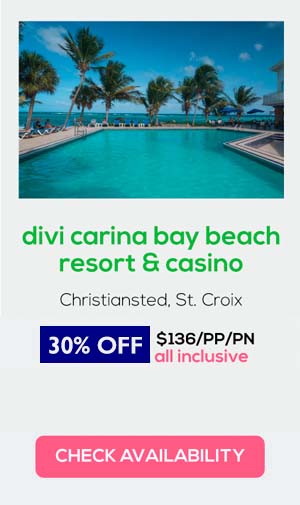 divi carina bay beach
resort & casino
Christiansted, St. Croix
30% OFF $136/PP/PN
all inclusive
CHECK AVAILABILITY